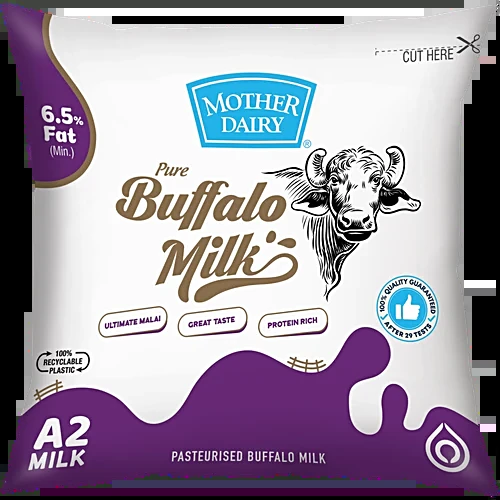 CUT HERE
MOTHER
DAIRY
®
6.5%
Fat
(Min.)
Pure
Buffalo
Milk
ULTIMATE MALAI
GREAT TASTE
PROTEIN RICH
100% QUALITY GUARANTEED
AFTER 29 TESTS
100%
RECYCLABLE
PLASTIC
A2
MILK
PASTEURISED BUFFALO MILK